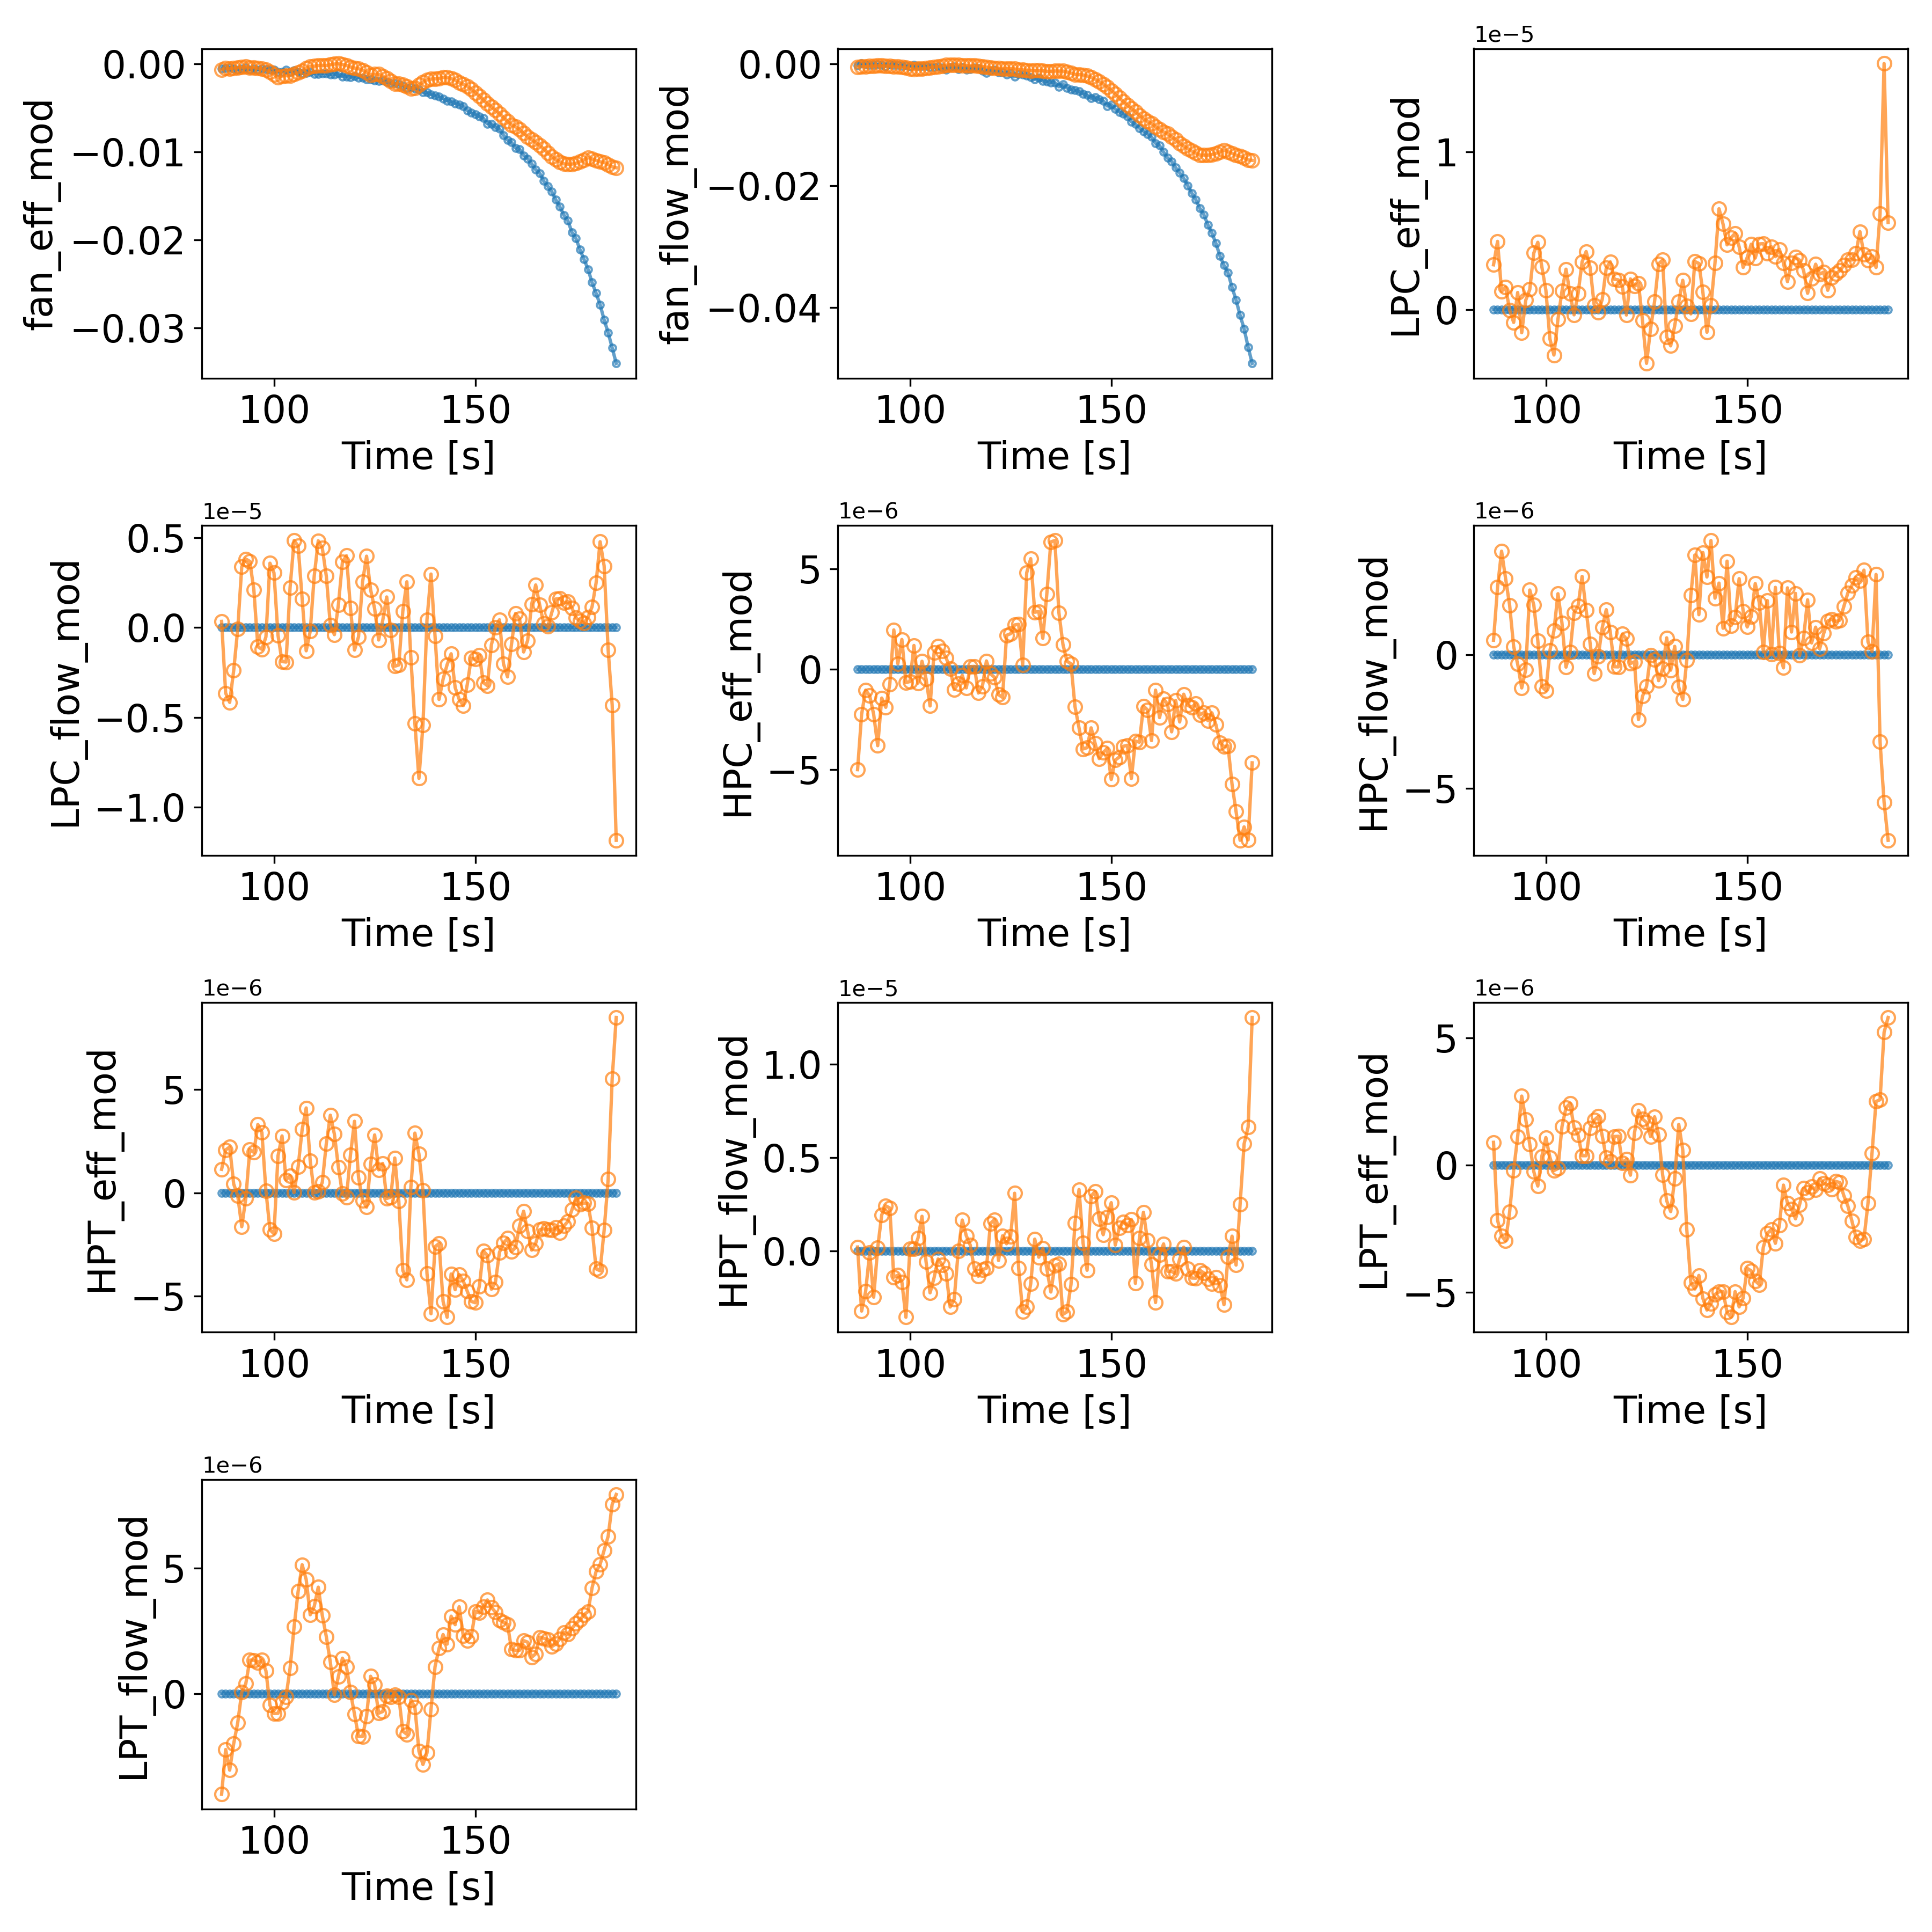 fan_eff_mod
0.00
−0.01
−0.02
−0.03
100 150
Time [s]
fan_flow_mod
0.00
−0.02
−0.04
100 150
Time [s]
1e−5
LPC_eff_mod
1
0
100 150
Time [s]
1e−5
LPC_flow_mod
0.5
0.0
−0.5
−1.0
100 150
Time [s]
1e−6
HPC_eff_mod
5
0
−5
100 150
Time [s]
1e−6
HPC_flow_mod
0
−5
100 150
Time [s]
1e−6
HPT_eff_mod
5
0
−5
100 150
Time [s]
1e−5
HPT_flow_mod
1.0
0.5
0.0
100 150
Time [s]
1e−6
LPT_eff_mod
5
0
−5
100 150
Time [s]
1e−6
LPT_flow_mod
5
0
100 150
Time [s]